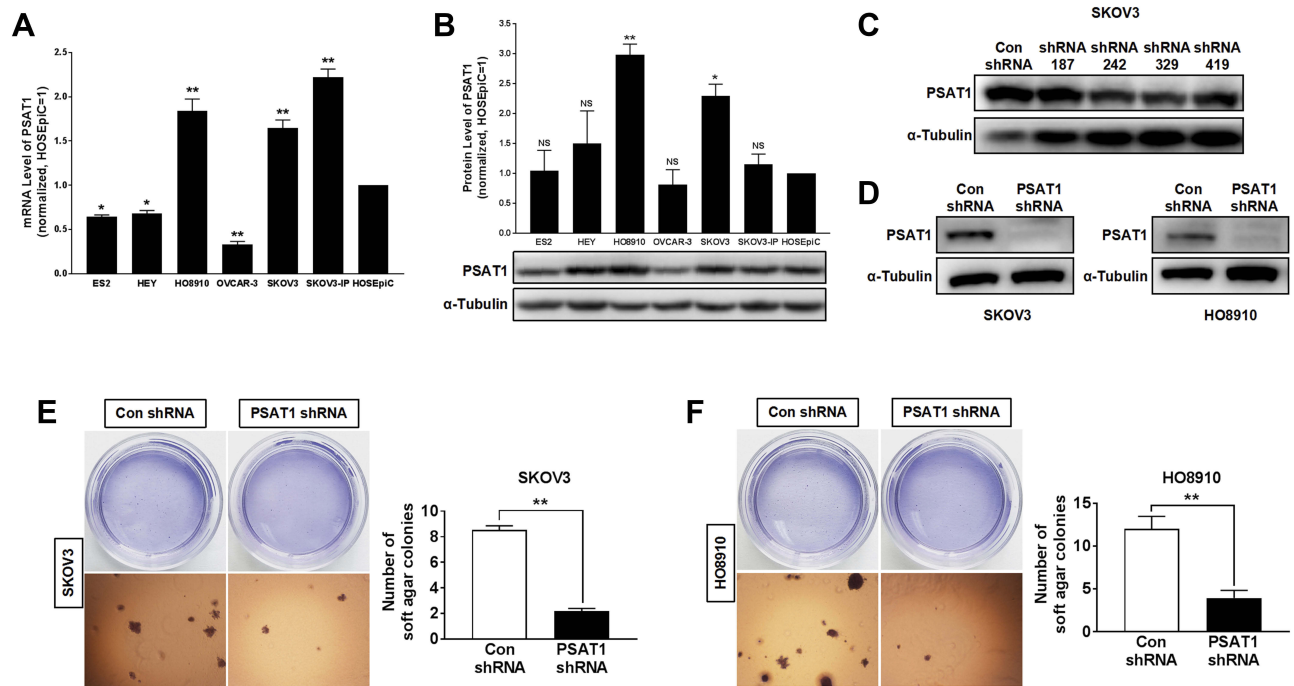 A
mRNA Level of PSAT1
(normalized, HOSEpiC=1)
2.5
2.0
1.5
1.0
0.5
0.0
*
*
**
**
**
**
ES2
HEY
HO8910
OVCAR-3
SKOV3
SKOV3-IP
HOSEpiC
B
Protein Level of PSAT1
(normalized, HOSEpiC=1)
3.5
3.0
2.5
2.0
1.5
1.0
0.5
0.0
NS
NS
**
NS
*
NS
ES2
HEY
HO8910
OVCAR-3
SKOV3
SKOV3-IP
HOSEpiC
PSAT1
α-Tubulin
C
SKOV3
Con
shRNA
shRNA
187
shRNA
242
shRNA
329
shRNA
419
PSAT1
α-Tubulin
D
Con
shRNA
PSAT1
shRNA
PSAT1
α-Tubulin
SKOV3
Con
shRNA
PSAT1
shRNA
PSAT1
α-Tubulin
HO8910
E
Con shRNA
PSAT1 shRNA
SKOV3
SKOV3
Number of
soft agar colonies
10
8
6
4
2
0
**
Con
shRNA
PSAT1
shRNA
F
Con shRNA
PSAT1 shRNA
HO8910
HO8910
Number of
soft agar colonies
15
10
5
0
**
Con
shRNA
PSAT1
shRNA